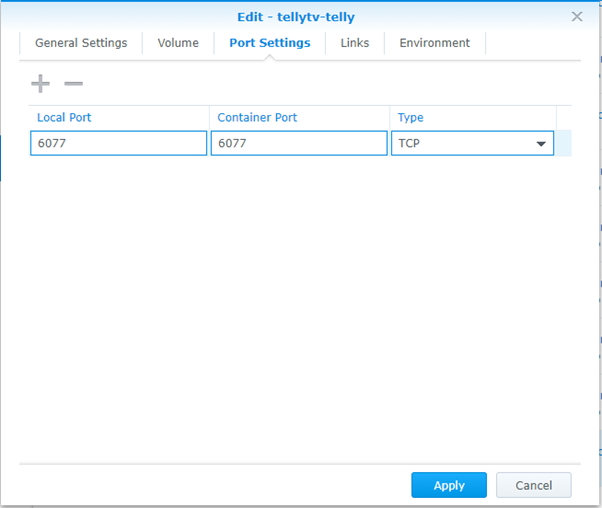 Edit - tellytv-telly
General Settings Volume Port Settings Links Environment
Local Port Container Port Type
6077 6077 TCP
Apply Cancel